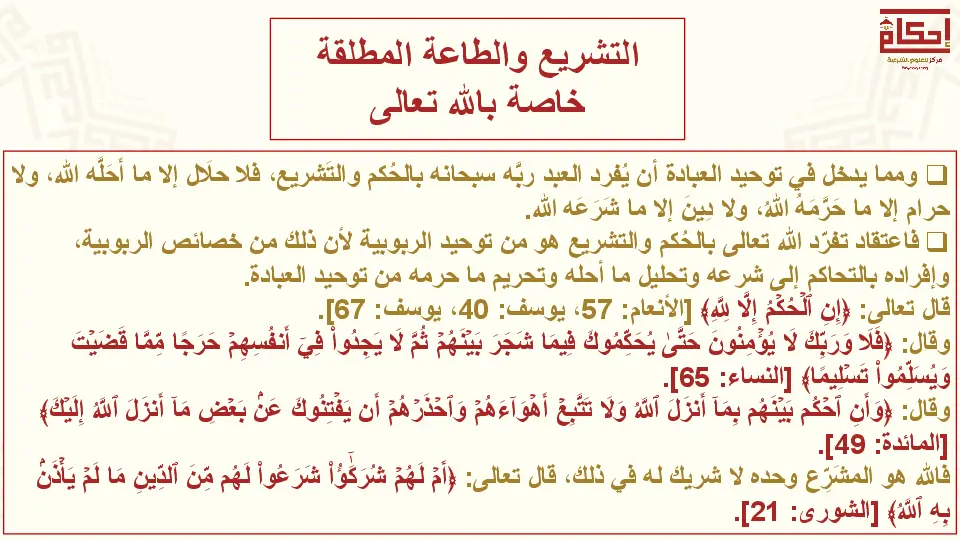 إحكام
مركز للعلوم الشرعية
التشريع والطاعة المطلقة
خاصة بالله تعالى
❑ ومما يدخل في توحيد العبادة أن يُفرد العبد ربَّه سبحانه بالحُكم والتَشريع، فلا حلَال إلا ما أَحَلَّه الله، ولا
حرام إلا ما حَرَّمَهُ اللهُ، ولا دِينَ إلا ما شَرَعَه الله.
❑ فاعتقاد تفرّد الله تعالى بالحُكم والتشريع هو من توحيد الربوبية لأن ذلك من خصائص الربوبية،
وإفراده بالتحاكم إلى شرعه وتحليل ما أحله وتحريم ما حرمه من توحيد العبادة.
قال تعالى: ﴿إِنِ ٱلۡحُكۡمُ إِلَّا لِلَّهِ﴾ [الأنعام: 57، يوسف: 40، يوسف: 67].
وقال: ﴿فَلَا وَرَبِّكَ لَا يُؤۡمِنُونَ حَتَّىٰ يُحَكِّمُوكَ فِيمَا شَجَرَ بَيۡنَهُمۡ ثُمَّ لَا يَجِدُواْ فِيٓ أَنفُسِهِمۡ حَرَجٗا مِّمَّا قَضَيۡتَ
وَيُسَلِّمُواْ تَسۡلِيمٗا﴾ [النساء: 65].
وقال: ﴿وَأَنِ ٱحۡكُم بَيۡنَهُم بِمَآ أَنزَلَ ٱللَّهُ وَلَا تَتَّبِعۡ أَهۡوَآءَهُمۡ وَٱحۡذَرۡهُمۡ أَن يَفۡتِنُوكَ عَنۢ بَعۡضِ مَآ أَنزَلَ ٱللَّهُ إِلَيۡكَ﴾
[المائدة: 49].
فالله هو المشَرِّع وحده لا شريك له في ذلك، قال تعالى: ﴿أَمۡ لَهُمۡ شُرَكَٰٓؤُاْ شَرَعُواْ لَهُم مِّنَ ٱلدِّينِ مَا لَمۡ يَأۡذَنۢ
بِهِ ٱللَّهُ﴾ [الشورى: 21].